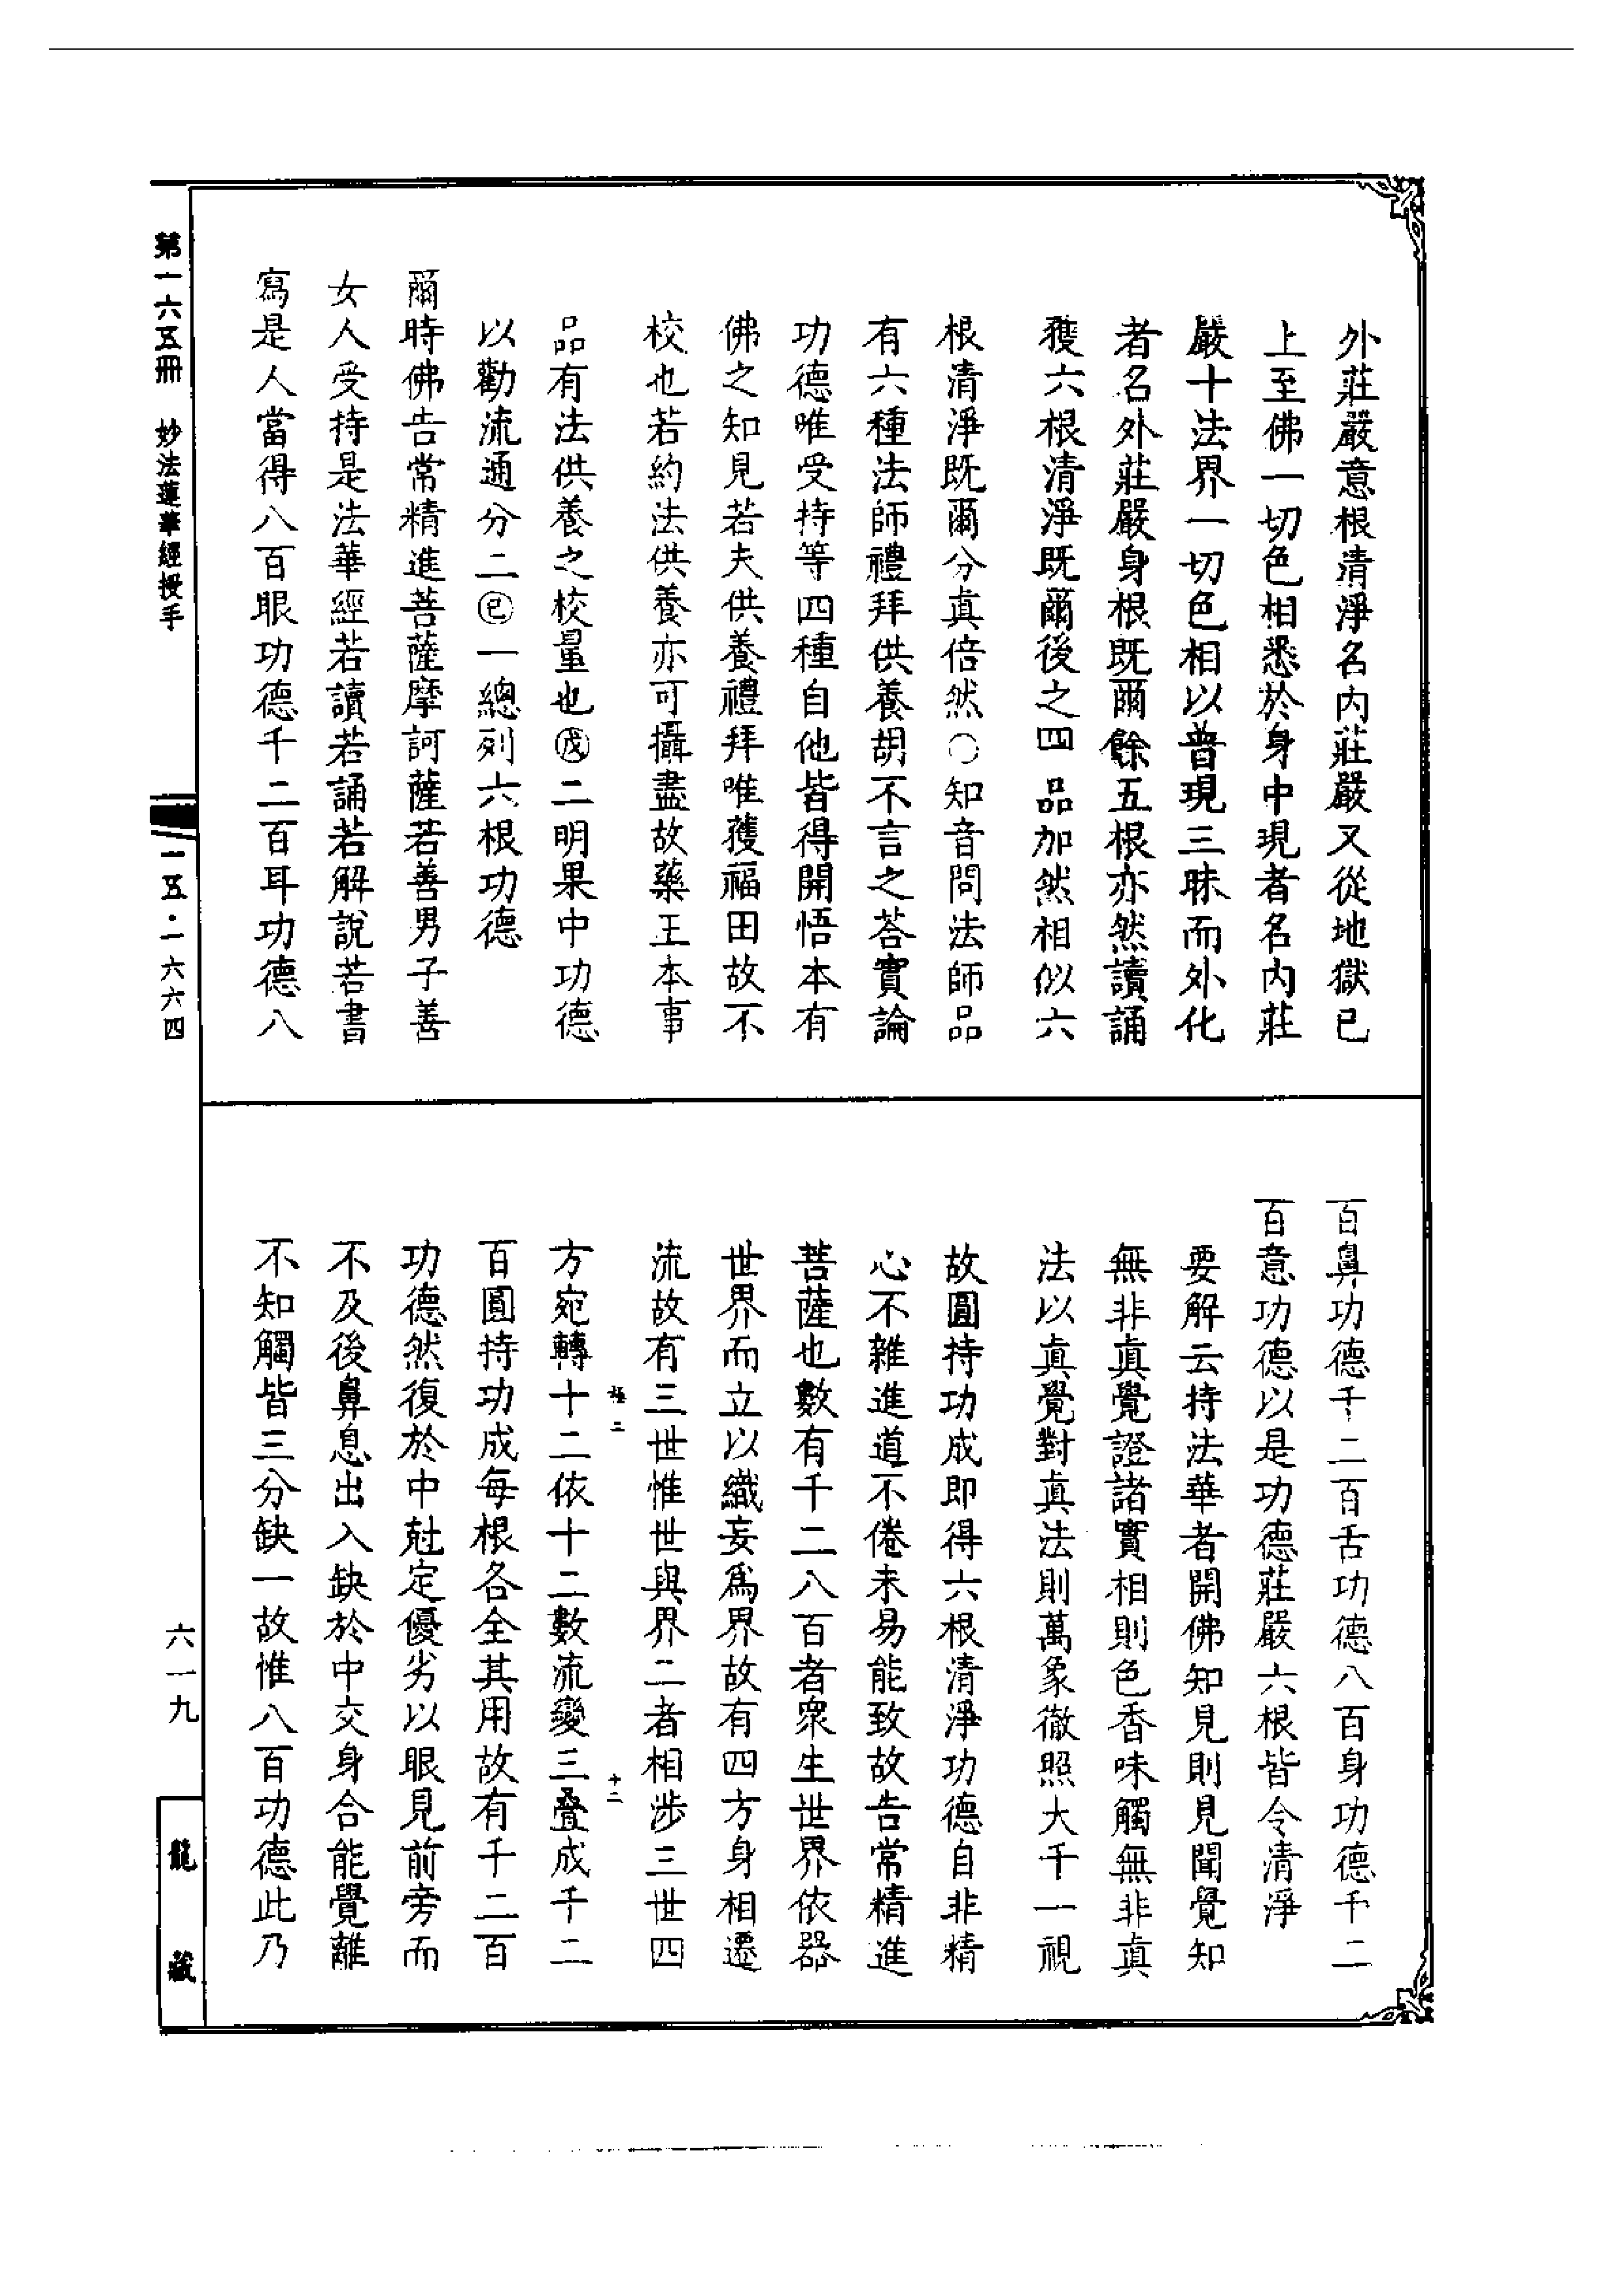 外莊嚴意根清淨名內莊嚴又從地獄已
上至佛一切色相悉於身中現者名內莊
嚴十法界一切色相以普現三昧而外化
者名外莊嚴身根既爾餘五根亦然讀誦
獲六根清淨既爾後之四品加然相似六
根清淨既爾分真倍然○知音問法師品
有六種法師禮拜供養胡不言之荅實論
功德唯受持等四種自他皆得開悟本有
佛之知見若夫供養禮拜唯獲福田故不
校也若約法供養亦可攝盡故藥王本事
品有法供養之校量也㊅二明果中功德
以勸流通分二㊂一總列六根功德
爾時佛告常精進菩薩摩訶薩若善男子善
女人受持是法華經若讀若誦若解說若書
寫是人當得八百眼功德千二百耳功德八
百鼻功德千二百舌功德八百身功德千二
百意功德以是功德莊嚴六根皆令清淨
要解云持法華者開佛知見則見聞覺知
無非真覺證諸實相則色香味觸無非真
法以真覺對真法則萬象徹照大千一視
故圓持功成即得六根清淨功德自非精
心不雜進道不倦未易能致故告常精進
菩薩也數有千二八百者衆生世界依器
世界而立以織妄為界故有四方身相遷
流故有三世惟世與界二者相涉三世四
方宛轉十二依十二數流變三疊成千二
百圓持功成每根各全其用故有千二百
功德然復於中尅定優劣以眼見前旁而
不及後鼻息出入缺於中交身合能覺離
不知觸皆三分缺一故惟八百功德此乃
十二
第一六五冊 妙法蓮華經授手
一五·一六六四
六一九
龍藏